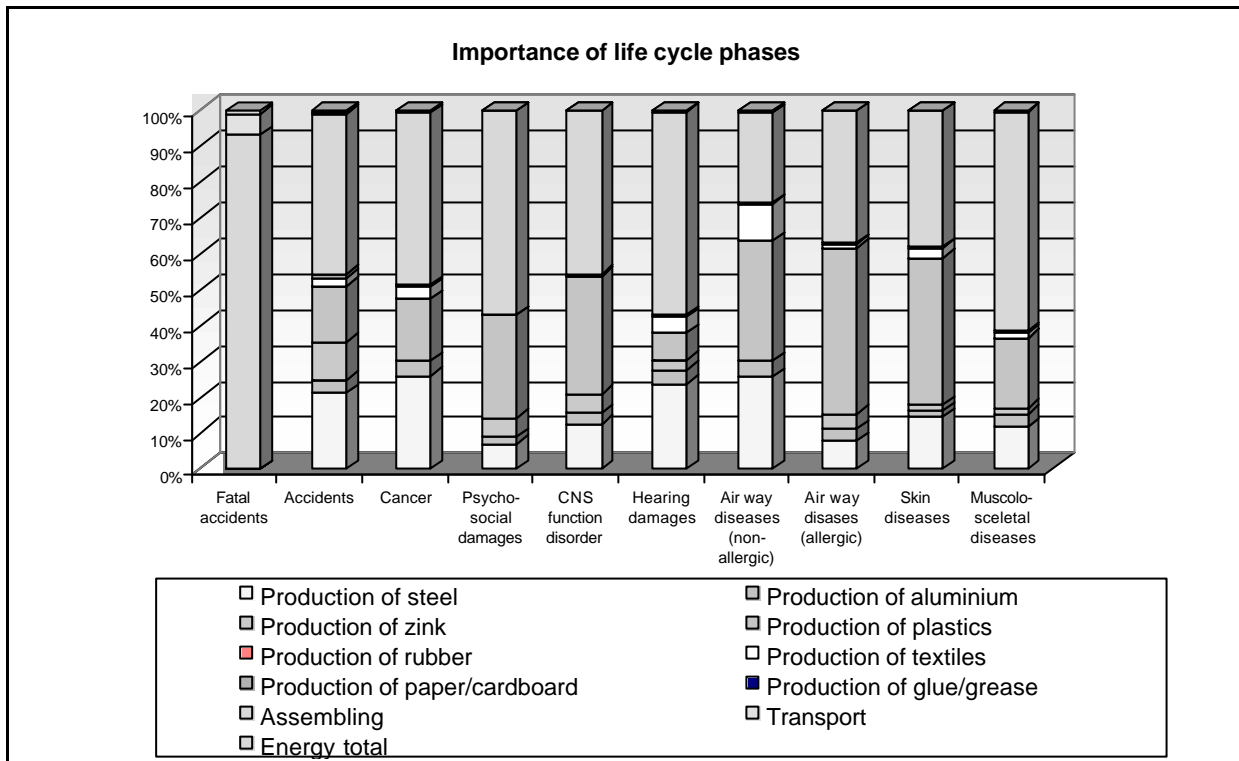 Importance of life cycle phases
100%
90%
80%
70%
60%
50%
40%
30%
20%
10%
0%
Fatal
accidents
Accidents
Cancer
Psycho-
social
damages
CNS
function
disorder
Hearing
damages
Air way
diseases
(non-
allergic)
Air way
disases
(allergic)
Skin
diseases
Muscolo-
sceletal
diseases
Production of steel
Production of aluminium
Production of zink
Production of plastics
Production of rubber
Production of textiles
Production of paper/cardboard
Production of glue/grease
Assembling
Transport
Energy total